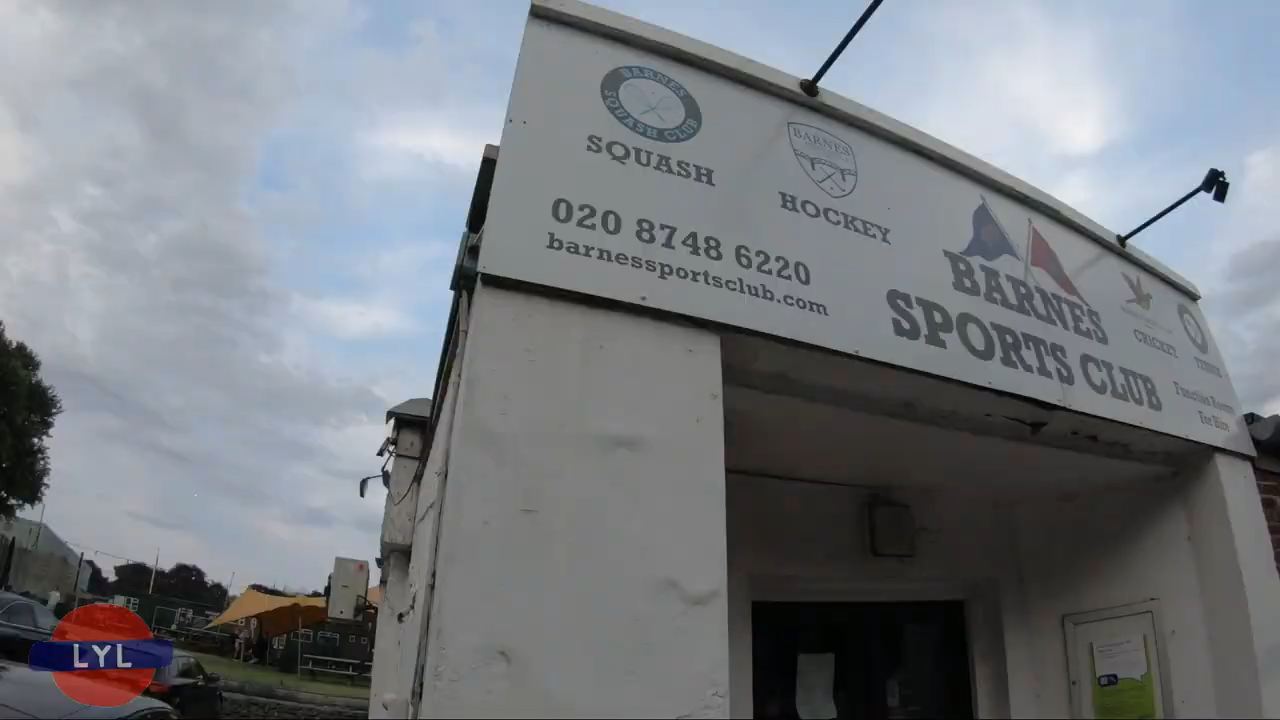 BARNES
SQUASH CLUB
SQUASH
BARNES
HOCKEY
020 8748 6220
barnessportsclub.com
BARNES
SPORTS CLUB
CRICKET
TENNIS
Function Rooms
For Hire
LYL